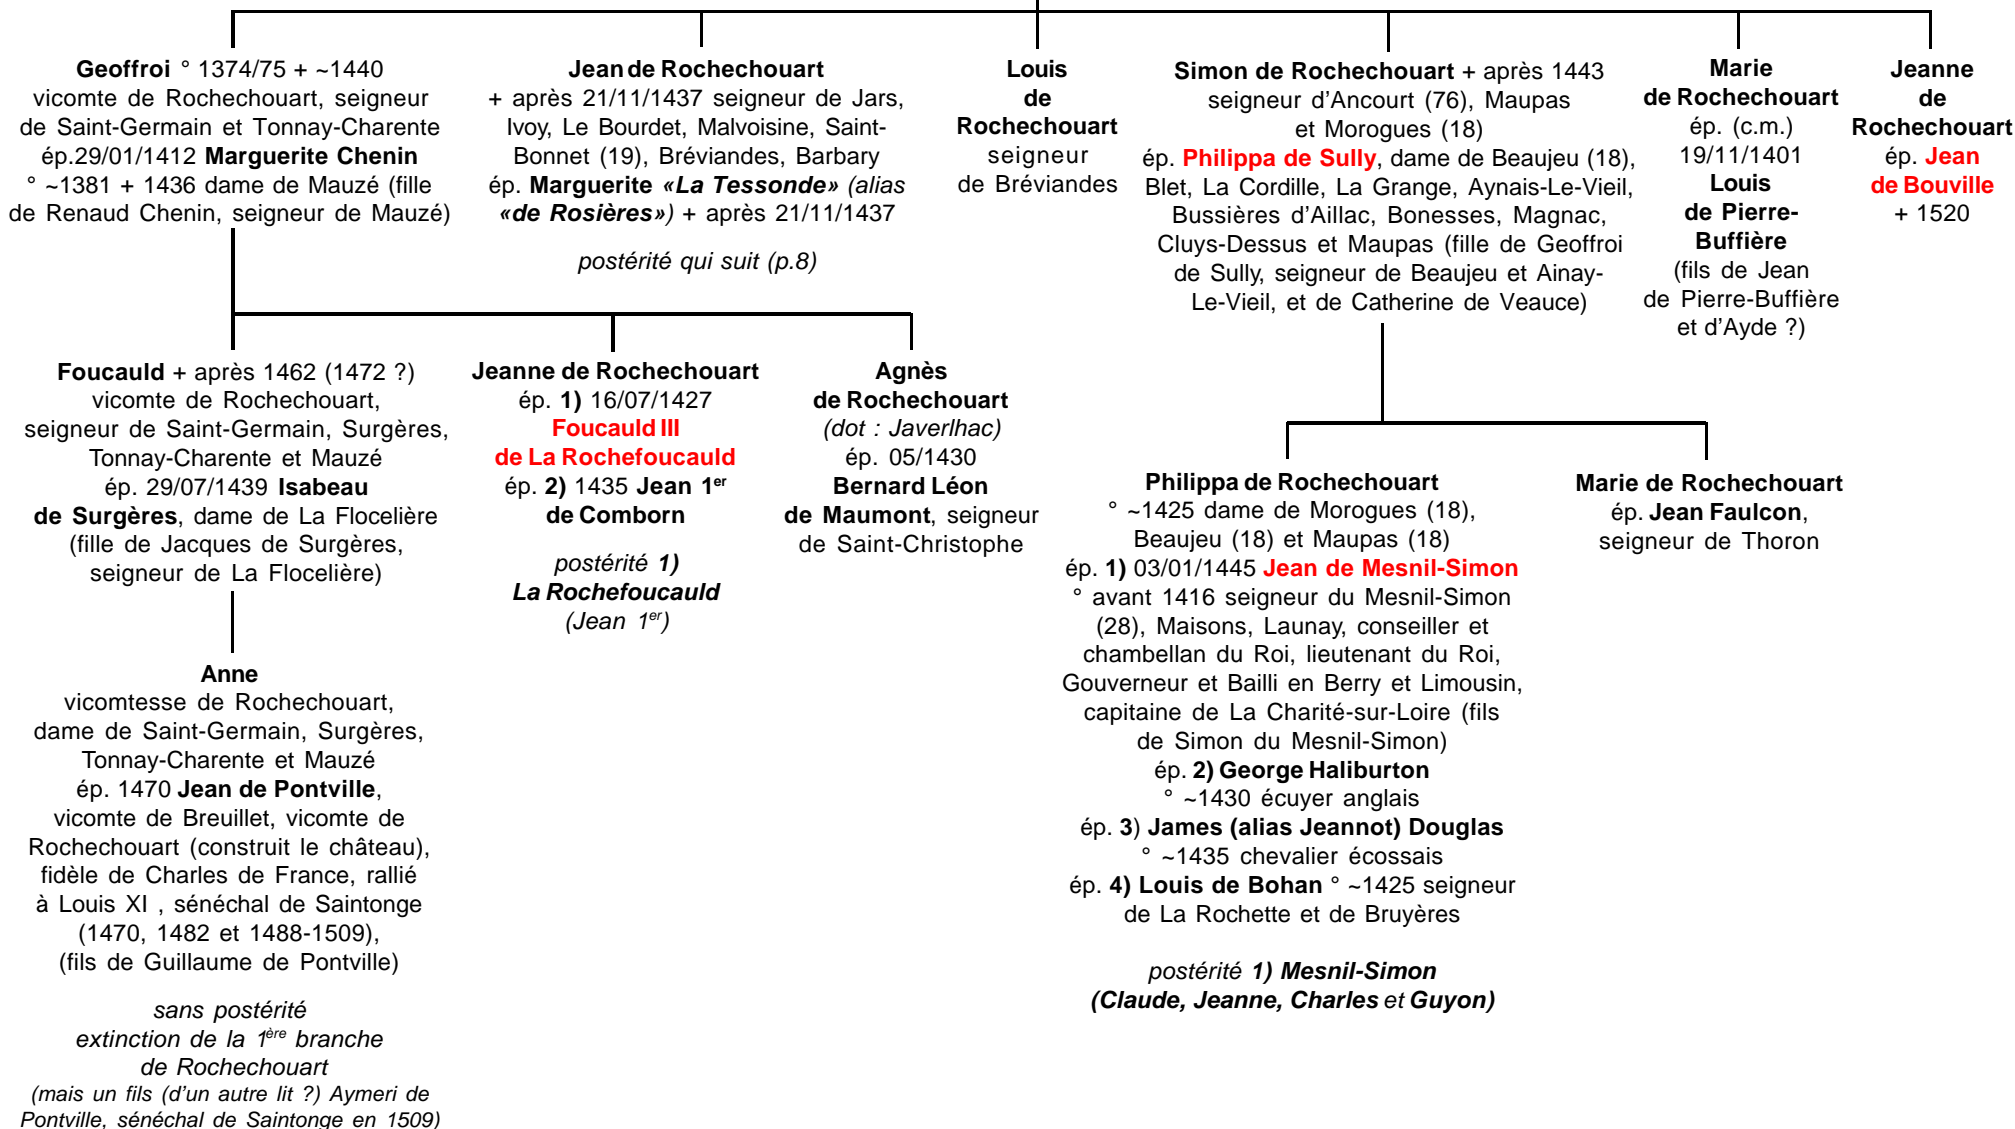 Geoffroi ° 1374/75 + ~1440
vicomte de Rochechouart, seigneur
de Saint-Germain et Tonnay-Charente
ép.29/01/1412 Marguerite Chenin
° ~1381 + 1436 dame de Mauzé (fille
de Renaud Chenin, seigneur de Mauzé)
Jean de Rochechouart
+ après 21/11/1437 seigneur de Jars,
Ivoy, Le Bourdet, Malvoisine, Saint-
Bonnet (19), Bréviandes, Barbary
ép. Marguerite «La Tessonde» (alias
«de Rosières») + après 21/11/1437
postérité qui suit (p.8)
Louis
de
Rochechouart
seigneur
de Bréviandes
Simon de Rochechouart + après 1443
seigneur d'Ancourt (76), Maupas
et Morogues (18)
ép. Philippa de Sully, dame de Beaujeu (18),
Blet, La Cordille, La Grange, Aynais-Le-Vieil,
Bussières d'Aillac, Bonesses, Magnac,
Cluys-Dessus et Maupas (fille de Geoffroi
de Sully, seigneur de Beaujeu et Ainay-
Le-Vieil, et de Catherine de Veauce)
Marie
de Rochechouart
ép. (c.m.)
19/11/1401
Louis
de Pierre-
Buffière
(fils de Jean
de Pierre-Buffière
et d'Ayde ?)
Jeanne
de
Rochechouart
ép. Jean
de Bouville
+ 1520
Foucauld + après 1462 (1472 ?)
vicomte de Rochechouart,
seigneur de Saint-Germain, Surgères,
Tonnay-Charente et Mauzé
ép. 29/07/1439 Isabeau
de Surgères, dame de La Flocelière
(fille de Jacques de Surgères,
seigneur de La Flocelière)
Jeanne de Rochechouart
ép. 1) 16/07/1427
Foucauld III
de La Rochefoucauld
ép. 2) 1435 Jean 1er
de Comborn
postérité 1)
La Rochefoucauld
(Jean 1er)
Agnès
de Rochechouart
(dot : Javerlhac)
ép. 05/1430
Bernard Léon
de Maumont, seigneur
de Saint-Christophe
Philippa de Rochechouart
° ~1425 dame de Morogues (18),
Beaujeu (18) et Maupas (18)
ép. 1) 03/01/1445 Jean de Mesnil-Simon
° avant 1416 seigneur du Mesnil-Simon
(28), Maisons, Launay, conseiller et
chambellan du Roi, lieutenant du Roi,
Gouverneur et Bailli en Berry et Limousin,
capitaine de La Charité-sur-Loire (fils
de Simon du Mesnil-Simon)
ép. 2) George Haliburton
° ~1430 écuyer anglais
ép. 3) James (alias Jeannot) Douglas
° ~1435 chevalier écossais
ép. 4) Louis de Bohan ° ~1425 seigneur
de La Rochette et de Bruyères
postérité 1) Mesnil-Simon
(Claude, Jeanne, Charles et Guyon)
Marie de Rochechouart
ép. Jean Faulcon,
seigneur de Thoron
Anne
vicomtesse de Rochechouart,
dame de Saint-Germain, Surgères,
Tonnay-Charente et Mauzé
ép. 1470 Jean de Pontville,
vicomte de Breuillet, vicomte de
Rochechouart (construit le château),
fidèle de Charles de France, rallié
à Louis XI , sénéchal de Saintonge
(1470, 1482 et 1488-1509),
(fils de Guillaume de Pontville)
sans postérité
extinction de la 1ère branche
de Rochechouart
(mais un fils (d'un autre lit ?) Aymeri de
Pontville, sénéchal de Saintonge en 1509)